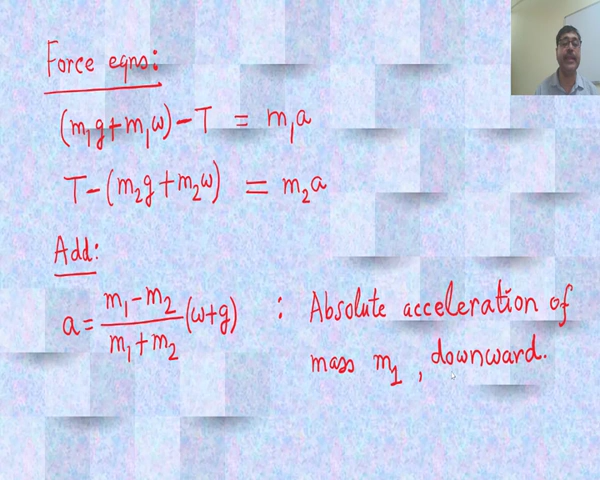 Force eqns:
(m₁g+m₁ω)-T = m₁a
T-(m₂g+m₂ω) = m₂a
Add:
a = (m₁-m₂)/(m₁+m₂) (ω+g) : Absolute acceleration of
mass m₁, downward.